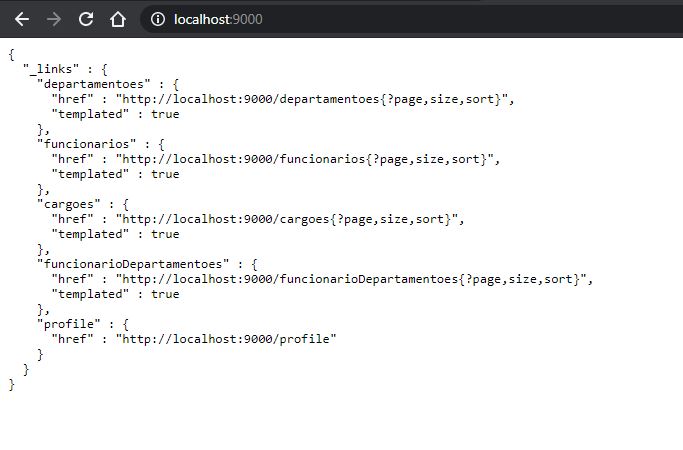 localhost:9000
{
  "_links" : {
    "departamentoes" : {
      "href" : "http://localhost:9000/departamentoes{?page,size,sort}",
      "templated" : true
    },
    "funcionarios" : {
      "href" : "http://localhost:9000/funcionarios{?page,size,sort}",
      "templated" : true
    },
    "cargoes" : {
      "href" : "http://localhost:9000/cargoes{?page,size,sort}",
      "templated" : true
    },
    "funcionarioDepartamentoes" : {
      "href" : "http://localhost:9000/funcionarioDepartamentoes{?page,size,sort}",
      "templated" : true
    },
    "profile" : {
      "href" : "http://localhost:9000/profile"
    }
  }
}